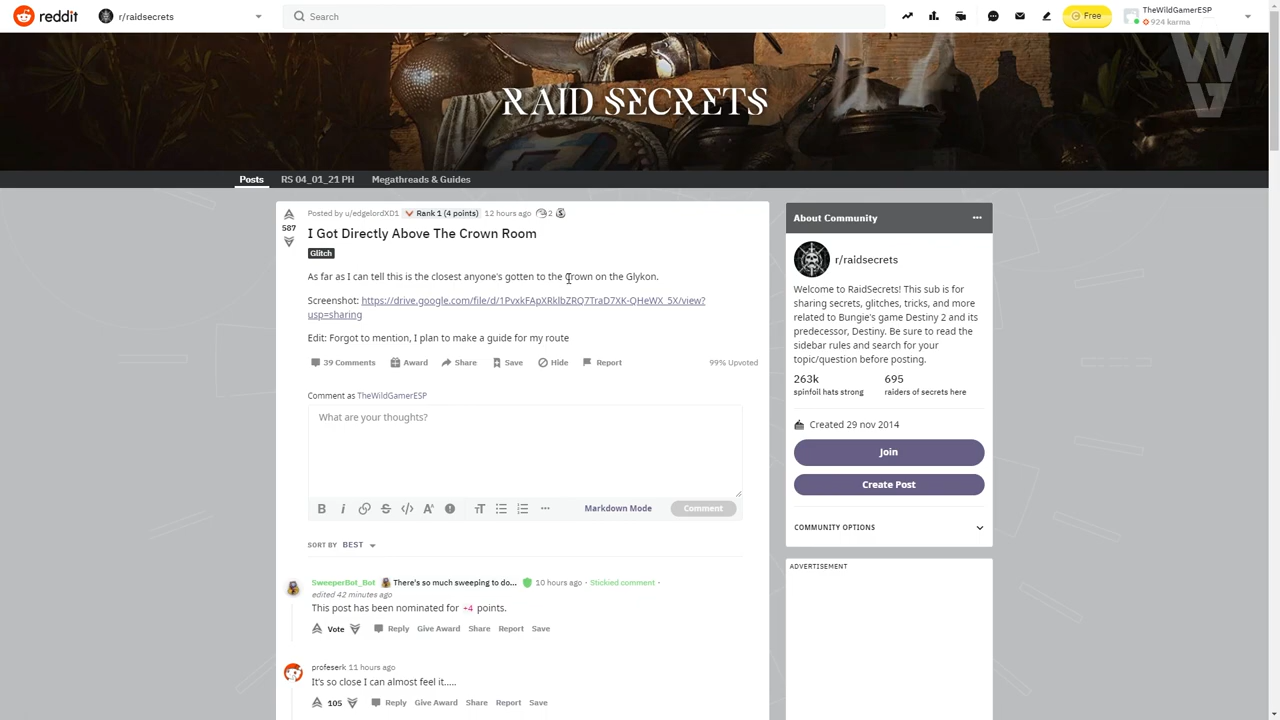 reddit r/raidsecrets Search Free TheWildGamerESP
924 karma
RAID SECRETS
Posts RS 04_01_21 PH Megathreads & Guides
Posted by u/edgelordXD1 Rank 1 (4 points) 12 hours ago 2
587
I Got Directly Above The Crown Room
Glitch
As far as I can tell this is the closest anyone's gotten to the Crown on the Glykon.
Screenshot: https://drive.google.com/file/d/1PvxkFApXRklbZRQ7TraD7XK-QHeWX_5X/view?
usp=sharing
Edit: Forgot to mention, I plan to make a guide for my route
39 Comments Award Share Save Hide Report 99% Upvoted
Comment as TheWildGamerESP
What are your thoughts?
Markdown Mode Comment
SORT BY BEST
SweeperBot_Bot There's so much sweeping to do... 10 hours ago · Stickied comment ·
edited 42 minutes ago
This post has been nominated for +4 points.
Vote Reply Give Award Share Report Save
profeserk 11 hours ago
It's so close I can almost feel it.....
105 Reply Give Award Share Report Save
About Community
r/raidsecrets
Welcome to RaidSecrets! This sub is for
sharing secrets, glitches, tricks, and more
related to Bungie's game Destiny 2 and its
predecessor, Destiny. Be sure to read the
sidebar rules and search for your
topic/question before posting.
263k 695
spinfoil hats strong raiders of secrets here
Created 29 nov 2014
Join
Create Post
COMMUNITY OPTIONS
ADVERTISEMENT